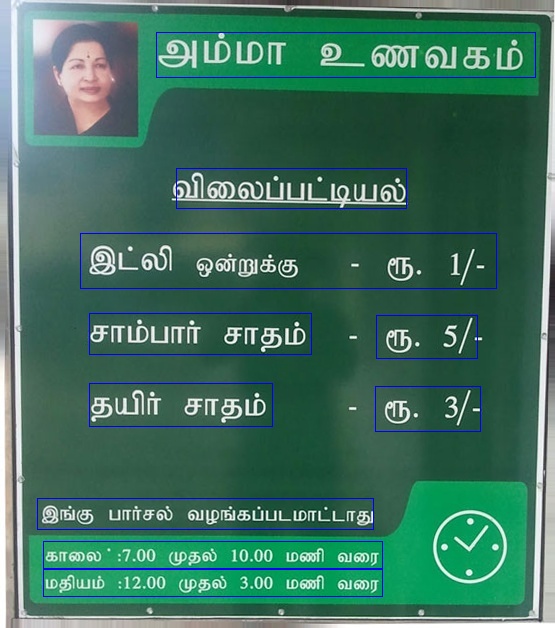 அம்மா உணவகம்
விலைப்பட்டியல்
இட்லி ஒன்றுக்கு - ரூ. 1/-
சாம்பார் சாதம் - ரூ. 5/-
தயிர் சாதம் - ரூ. 3/-
இங்கு பார்சல் வழங்கப்படமாட்டாது
காலை :7.00 முதல் 10.00 மணி வரை
மதியம் :12.00 முதல் 3.00 மணி வரை